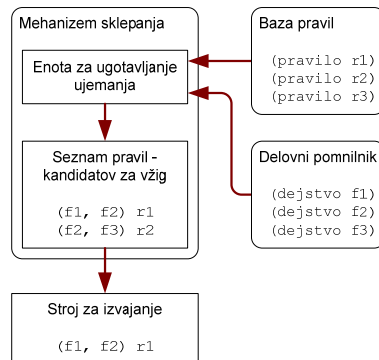 Mehanizem sklepanja
Enota za ugotavljanje
ujemanja
Seznam pravil -
kandidatov za vžig
(f1, f2) r1
(f2, f3) r2
Stroj za izvajanje
(f1, f2) r1
Baza pravil
(pravilo r1)
(pravilo r2)
(pravilo r3)
Delovni pomnilnik
(dejstvo f1)
(dejstvo f2)
(dejstvo f3)